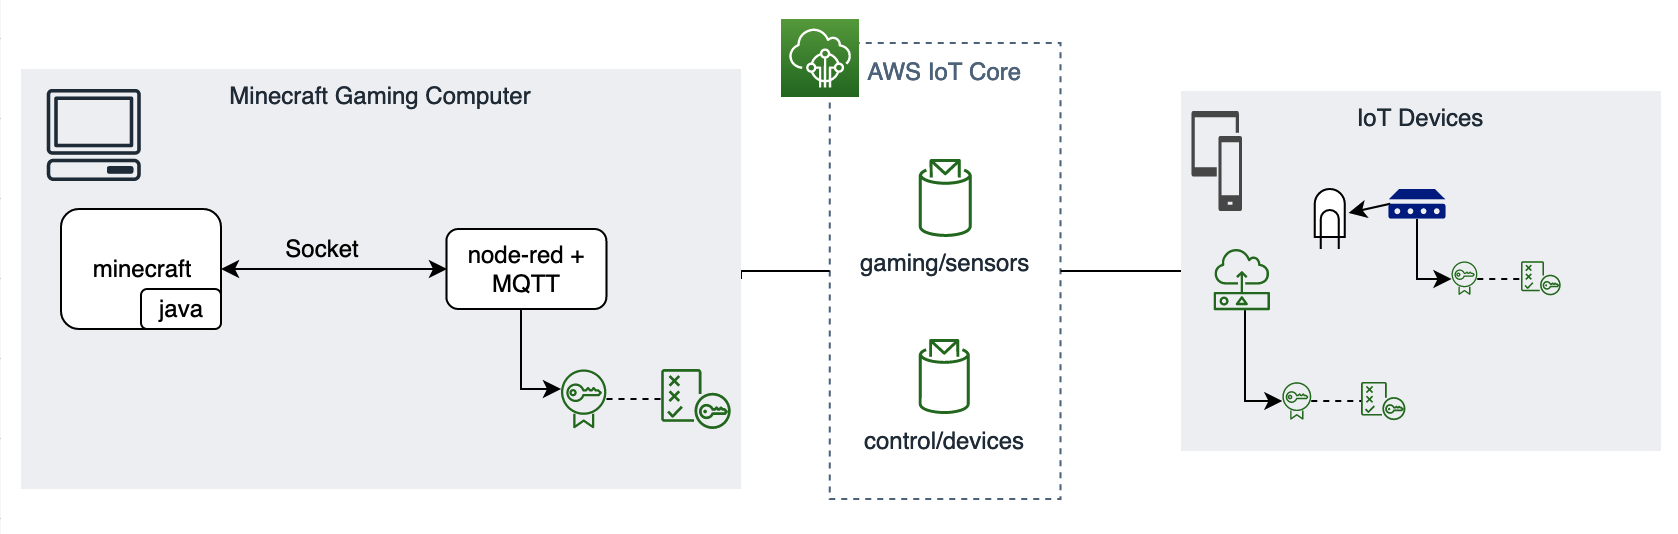 Minecraft Gaming Computer
minecraft
java
Socket
node-red +
MQTT
AWS IoT Core
gaming/sensors
control/devices
IoT Devices